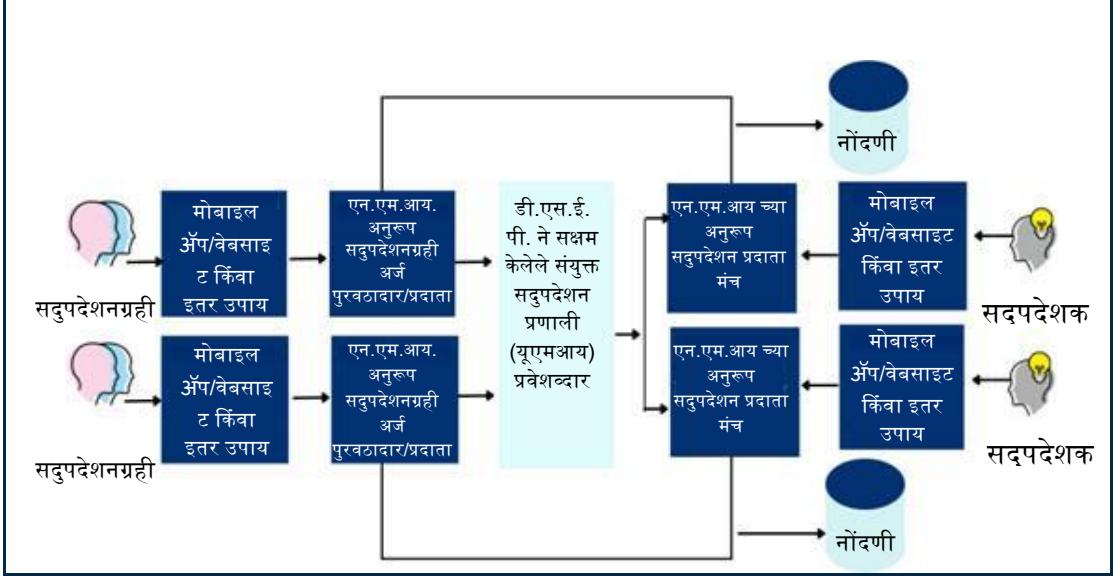 नोंदणी
मोबाइल
ॲप/वेबसाइ
ट किंवा
इतर उपाय
एन.एम.आय.
अनुरूप
सदुपदेशनग्रही
अर्ज
पुरवठादार/प्रदाता
डी.एस.ई.
पी. ने सक्षम
केलेले संयुक्त
सदुपदेशन
प्रणाली
(यूएमआय)
प्रवेशव्दार
एन.एम.आय च्या
अनुरूप
सदुपदेशन प्रदाता
मंच
मोबाइल
ॲप/वेबसाइट
किंवा इतर
उपाय
सदुपदेशनग्रही
सदपदेशक
मोबाइल
ॲप/वेबसाइ
ट किंवा
इतर उपाय
एन.एम.आय.
अनुरूप
सदुपदेशनग्रही
अर्ज
पुरवठादार/प्रदाता
एन.एम.आय च्या
अनुरूप
सदुपदेशन प्रदाता
मंच
मोबाइल
ॲप/वेबसाइट
किंवा इतर
उपाय
सदुपदेशनग्रही
सदुपदेशक
नोंदणी